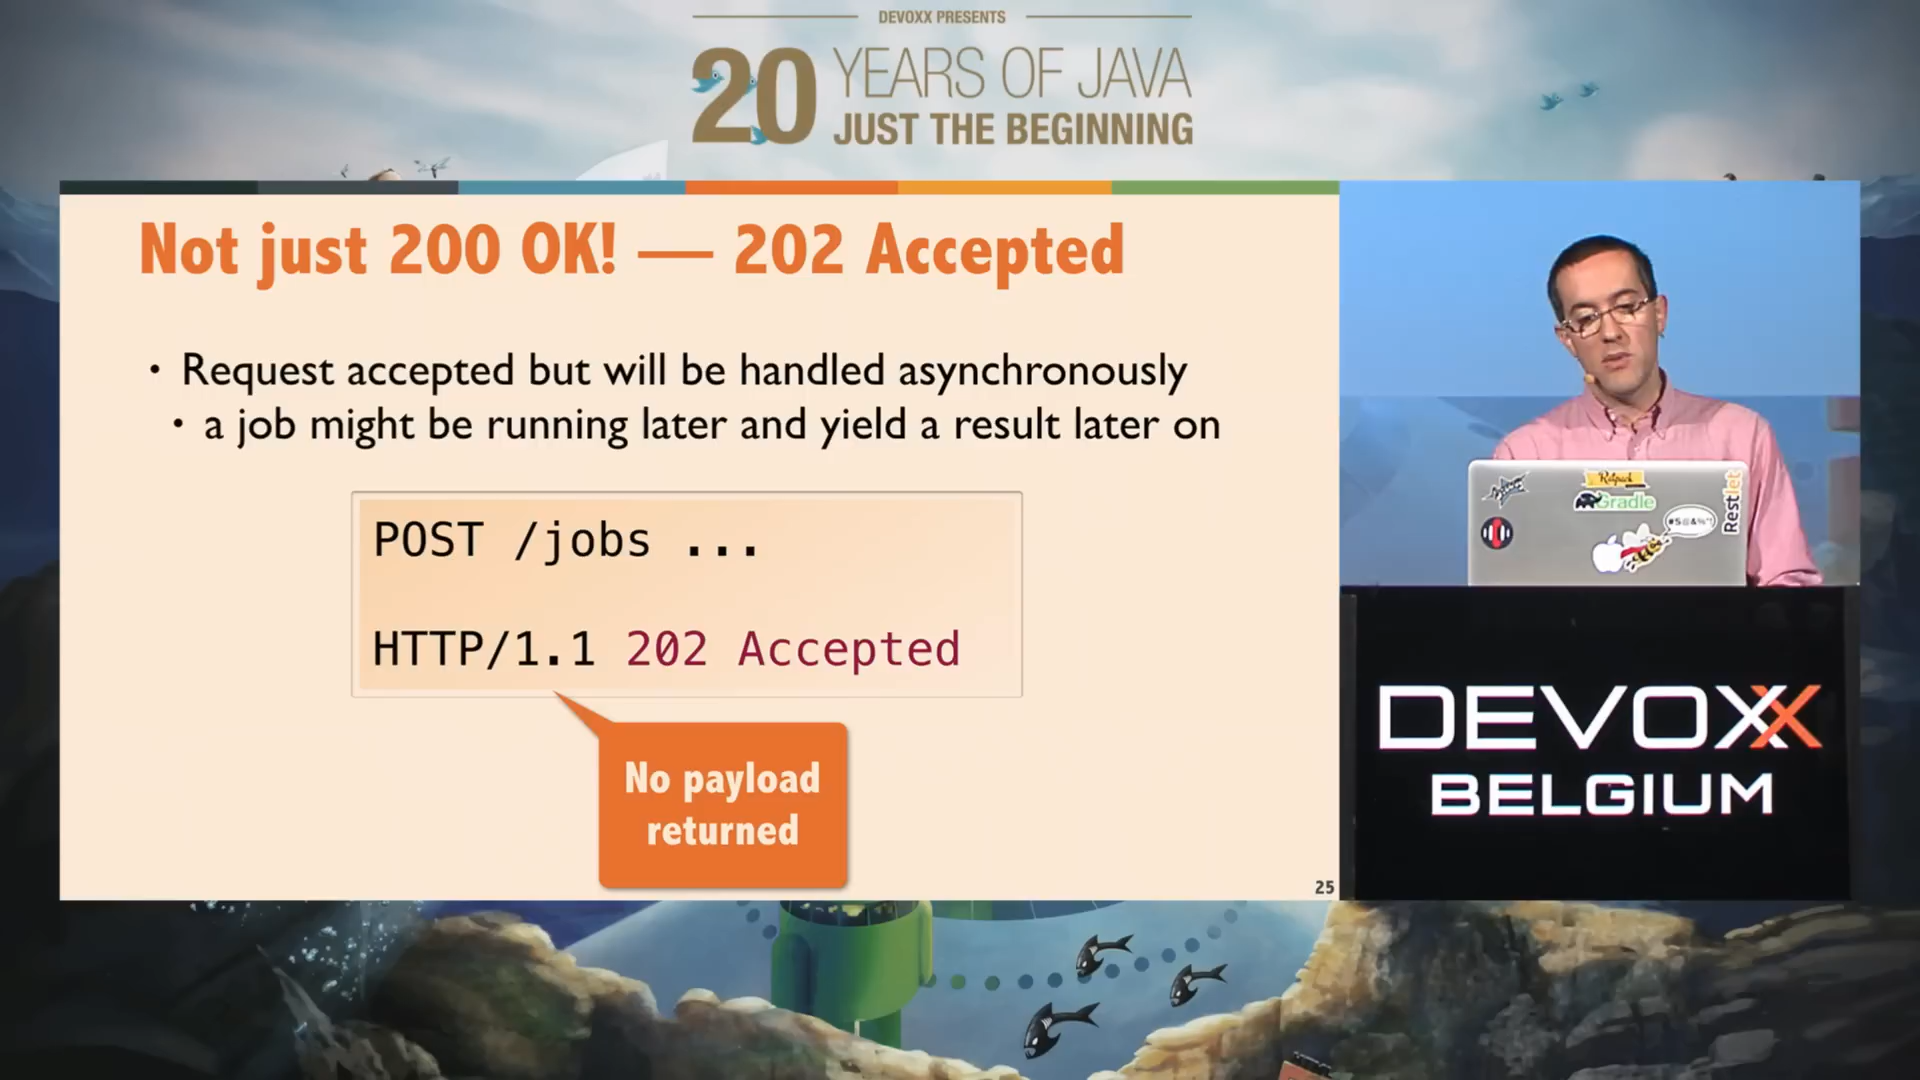 DEVOXX PRESENTS
20 YEARS OF JAVA
JUST THE BEGINNING
Not just 200 OK! — 202 Accepted
• Request accepted but will be handled asynchronously
• a job might be running later and yield a result later on
POST /jobs ...
HTTP/1.1 202 Accepted
No payload
returned
25
Ratpack
Gradle
#$@&%*!
Restlet
DEVOXX
BELGIUM